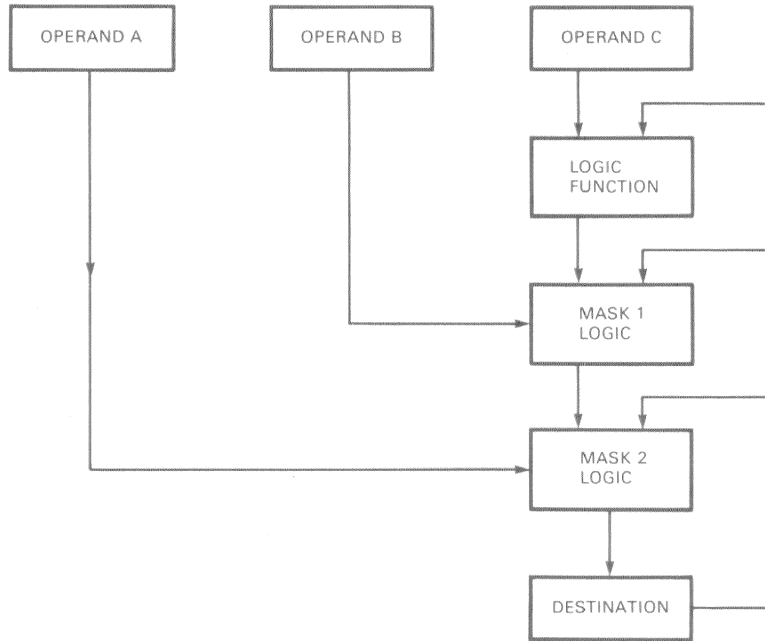 OPERAND A
OPERAND B
OPERAND C
LOGIC
FUNCTION
MASK 1
LOGIC
MASK 2
LOGIC
DESTINATION